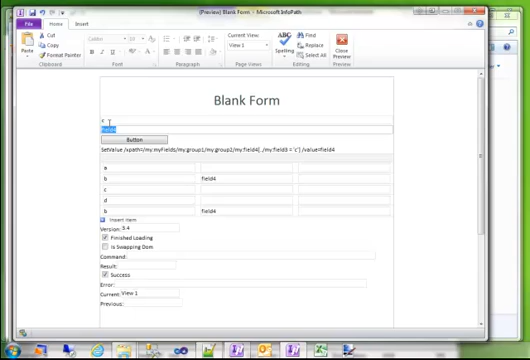 (Preview) Blank Form - Microsoft InfoPath
File Home Insert
Cut
Copy
Format Painter
Paste
Clipboard
Calibri 10
Font
Paragraph
Current View:
View 1
Page Views
ABC
Spelling
Find
Replace
Select All
Editing
Close Preview
Preview
Blank Form
c
field4
Button
SetValue /xpath=/my:myFields/my:group1/my:group2/my:field4[../my:field3 = 'c'] /value=field4
a
b field4
c
d
b field4
Insert item
Version: 3.4
Finished Loading
Is Swapping Dom
Command:
Result:
Success
Error:
Current: View 1
Previous: